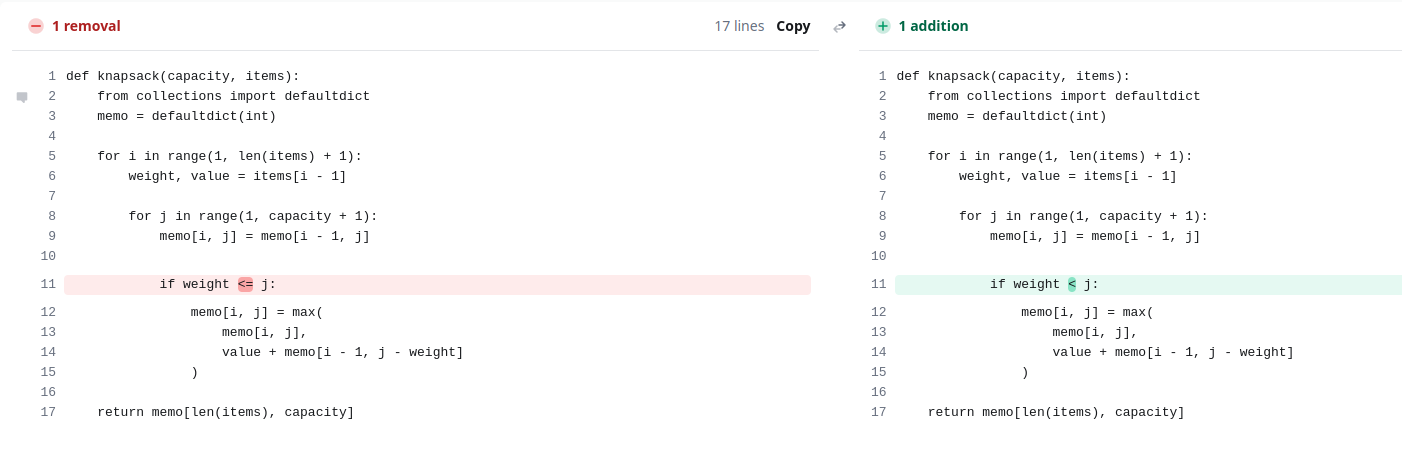 1 removal
17 lines Copy
1 def knapsack(capacity, items):
2     from collections import defaultdict
3     memo = defaultdict(int)
4
5     for i in range(1, len(items) + 1):
6         weight, value = items[i - 1]
7
8         for j in range(1, capacity + 1):
9             memo[i, j] = memo[i - 1, j]
10
11             if weight <= j:
12                 memo[i, j] = max(
13                     memo[i, j],
14                     value + memo[i - 1, j - weight]
15                 )
16
17     return memo[len(items), capacity]
1 addition
1 def knapsack(capacity, items):
2     from collections import defaultdict
3     memo = defaultdict(int)
4
5     for i in range(1, len(items) + 1):
6         weight, value = items[i - 1]
7
8         for j in range(1, capacity + 1):
9             memo[i, j] = memo[i - 1, j]
10
11             if weight < j:
12                 memo[i, j] = max(
13                     memo[i, j],
14                     value + memo[i - 1, j - weight]
15                 )
16
17     return memo[len(items), capacity]